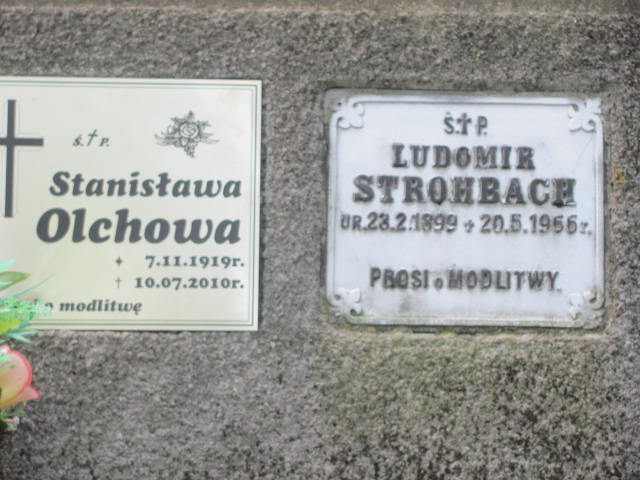 Ś.†P.
Stanisława
Olchowa
✦ 7.11.1919r.
† 10.07.2010r.
modlitwę
Ś.†P.
LUDOMIR
STROHBACH
UR.23.2.1899 + 20.5.1956r.
PROSI o MODLITWY